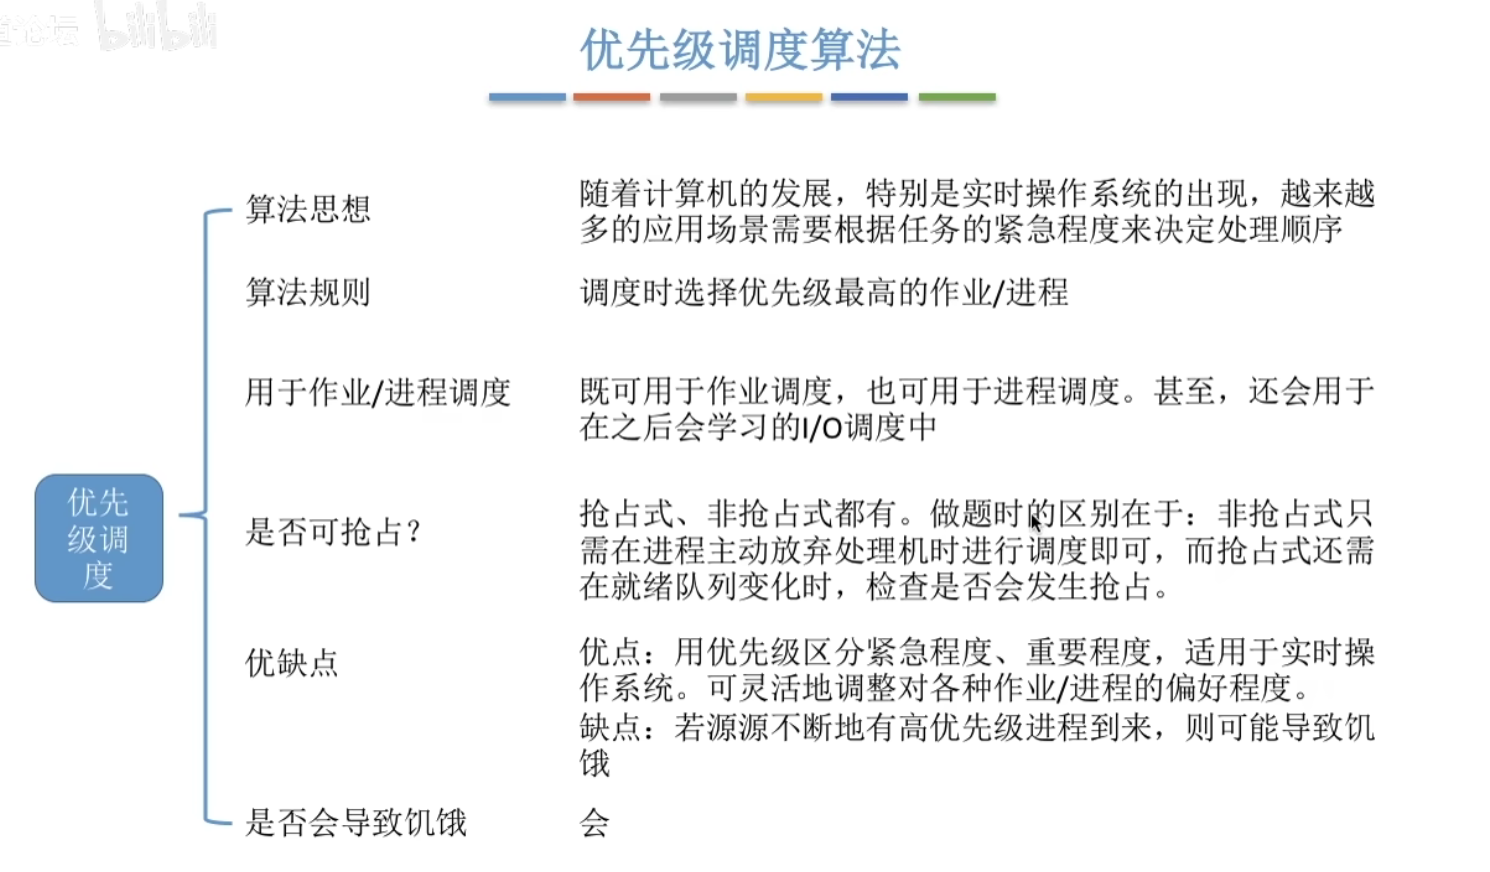 道论坛 bilibili
优先级调度算法
算法思想
随着计算机的发展，特别是实时操作系统的出现，越来越
多的应用场景需要根据任务的紧急程度来决定处理顺序
算法规则
调度时选择优先级最高的作业/进程
用于作业/进程调度
既可用于作业调度，也可用于进程调度。甚至，还会用于
在之后会学习的I/O调度中
优先
级调
度
是否可抢占？
抢占式、非抢占式都有。做题时的区别在于：非抢占式只
需在进程主动放弃处理机时进行调度即可，而抢占式还需
在就绪队列变化时，检查是否会发生抢占。
优缺点
优点：用优先级区分紧急程度、重要程度，适用于实时操
作系统。可灵活地调整对各种作业/进程的偏好程度。
缺点：若源源不断地有高优先级进程到来，则可能导致饥
饿
是否会导致饥饿
会